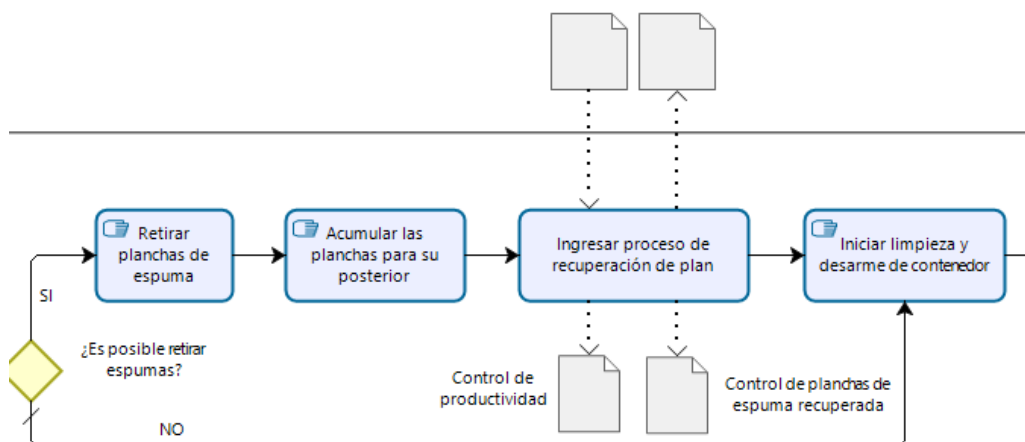 Retirar
planchas de
espuma
Acumular las
planchas para su
posterior
Ingresar proceso de
recuperación de plan
Iniciar limpieza y
desarme de contenedor
SI
¿Es posible retirar
espumas?
NO
Control de
productividad
Control de planchas de
espuma recuperada